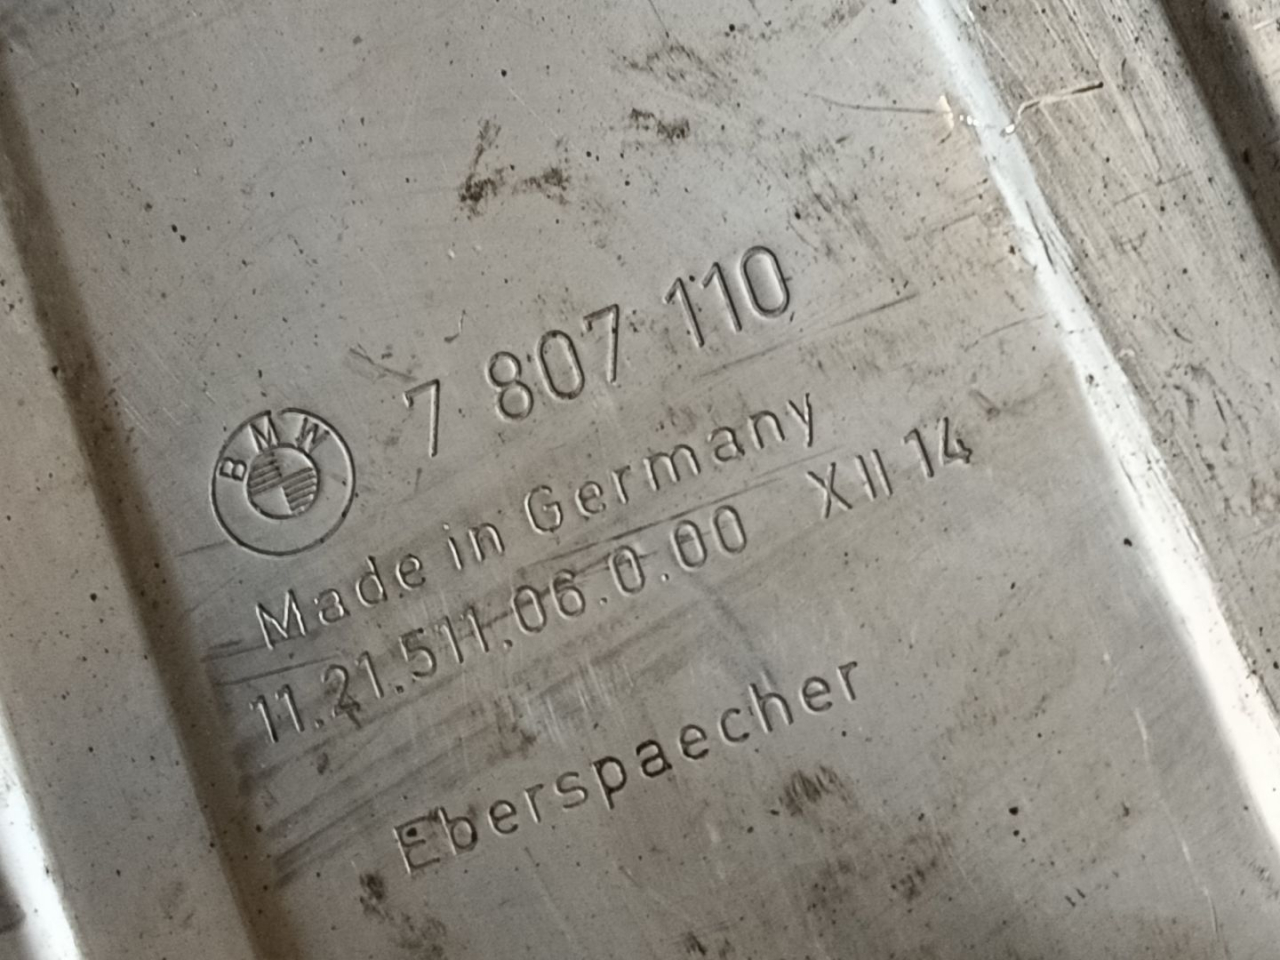 BMW 7 807 110
Made in Germany
11.21.511.06.0.00 XII 14
Eberspaecher